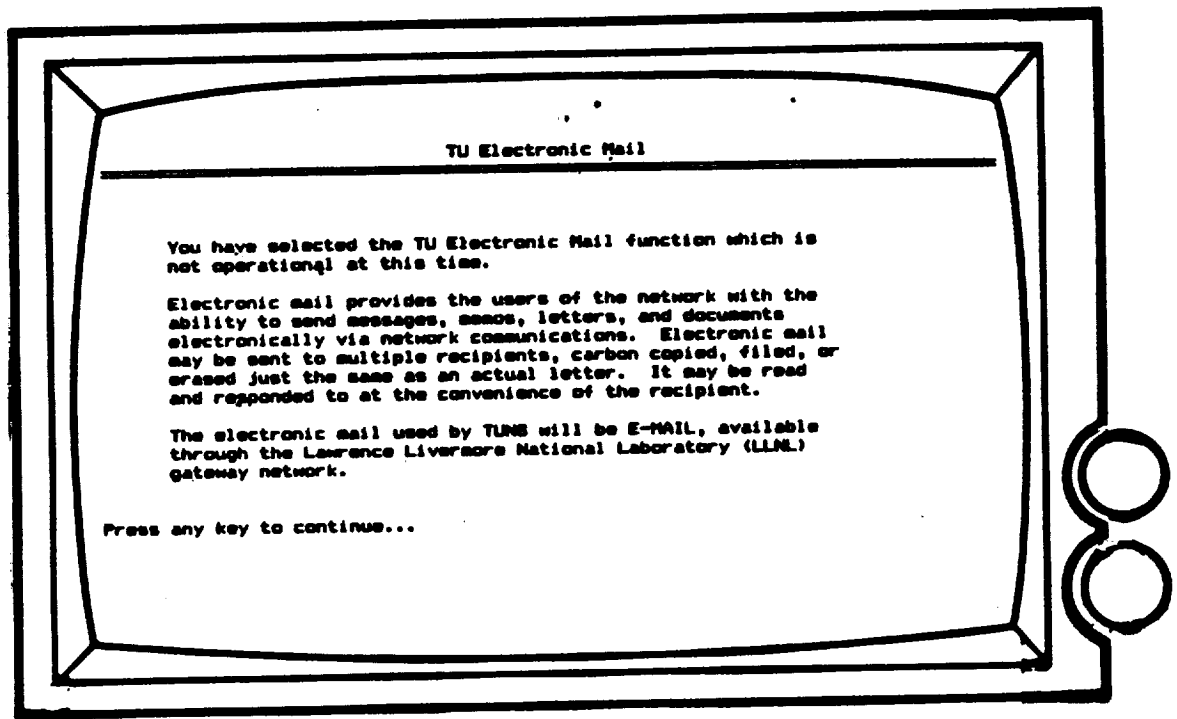 TU Electronic Mail
You have selected the TU Electronic Mail function which is
not operational at this time.
Electronic mail provides the users of the network with the
ability to send messages, memos, letters, and documents
electronically via network communications. Electronic mail
may be sent to multiple recipients, carbon copied, filed, or
erased just the same as an actual letter. It may be read
and responded to at the convenience of the recipient.
The electronic mail used by TUNS will be E-MAIL, available
through the Lawrence Livermore National Laboratory (LLNL)
gateway network.
Press any key to continue...